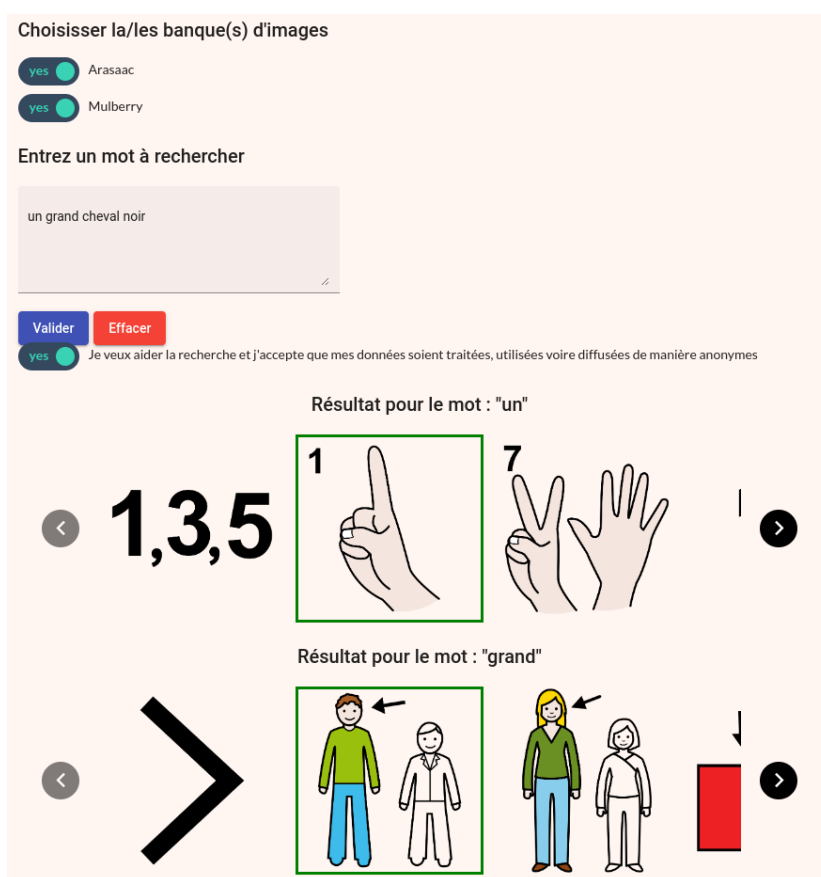 Choisisser la/les banque(s) d'images
yes Arasaac
yes Mulberry
Entrez un mot à rechercher
un grand cheval noir
Valider Effacer
yes Je veux aider la recherche et j'accepte que mes données soient traitées, utilisées voire diffusées de manière anonymes
Résultat pour le mot : "un"
1,3,5
1
7
Résultat pour le mot : "grand"